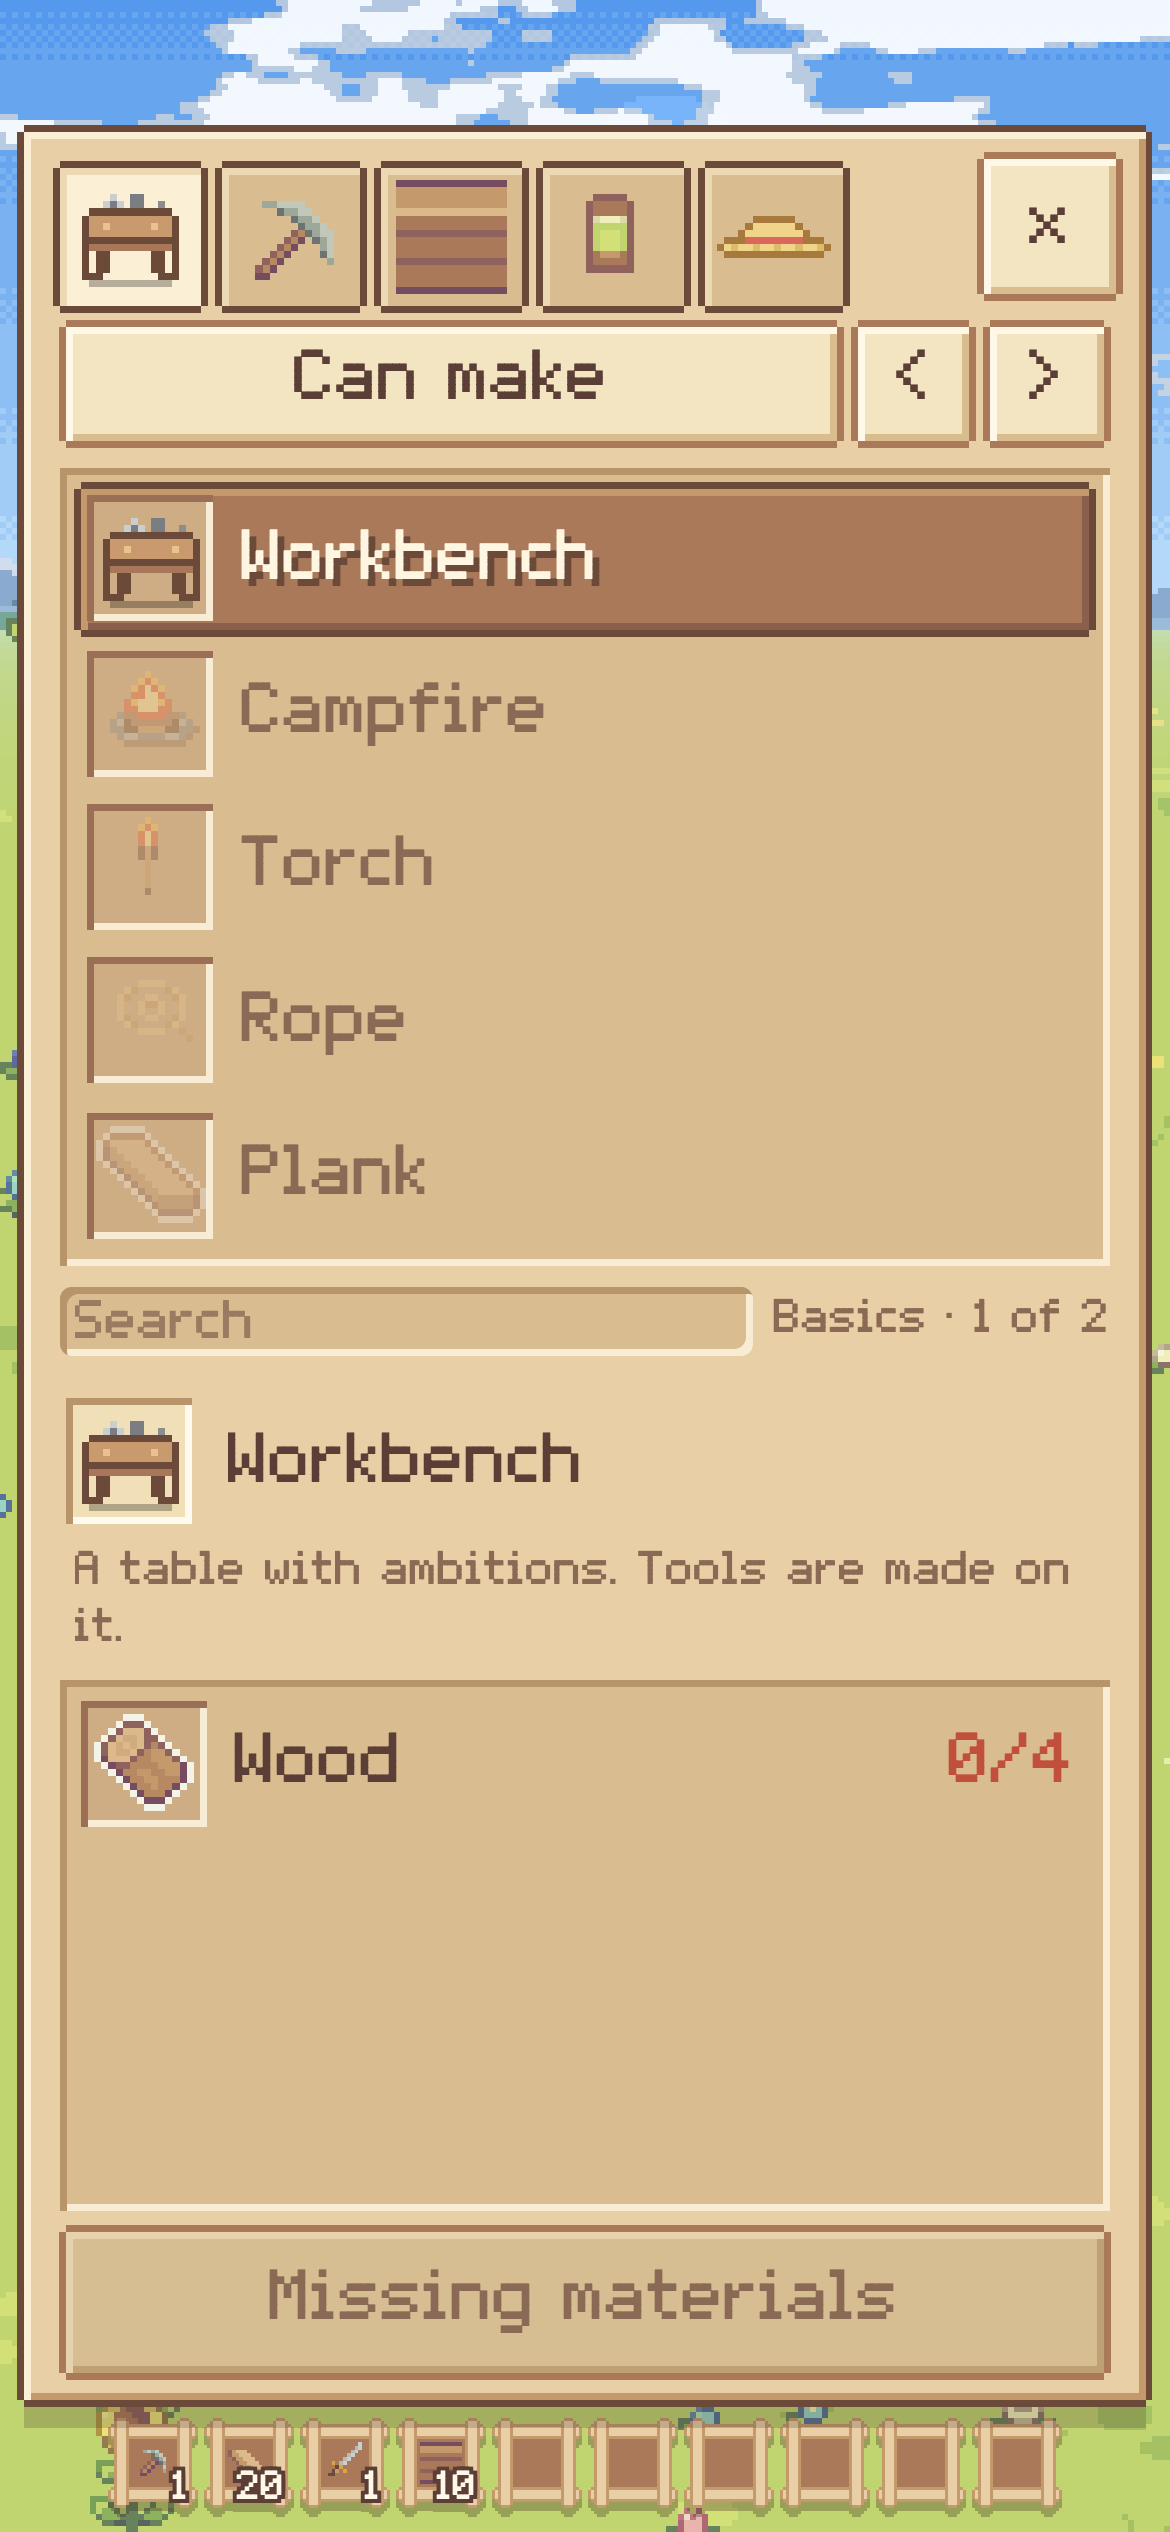 ×
Can make
<
>
Workbench
Campfire
Torch
Rope
Plank
Search
Basics · 1 of 2
Workbench
A table with ambitions. Tools are made on
it.
Wood
0/4
Missing materials
1
20
1
10